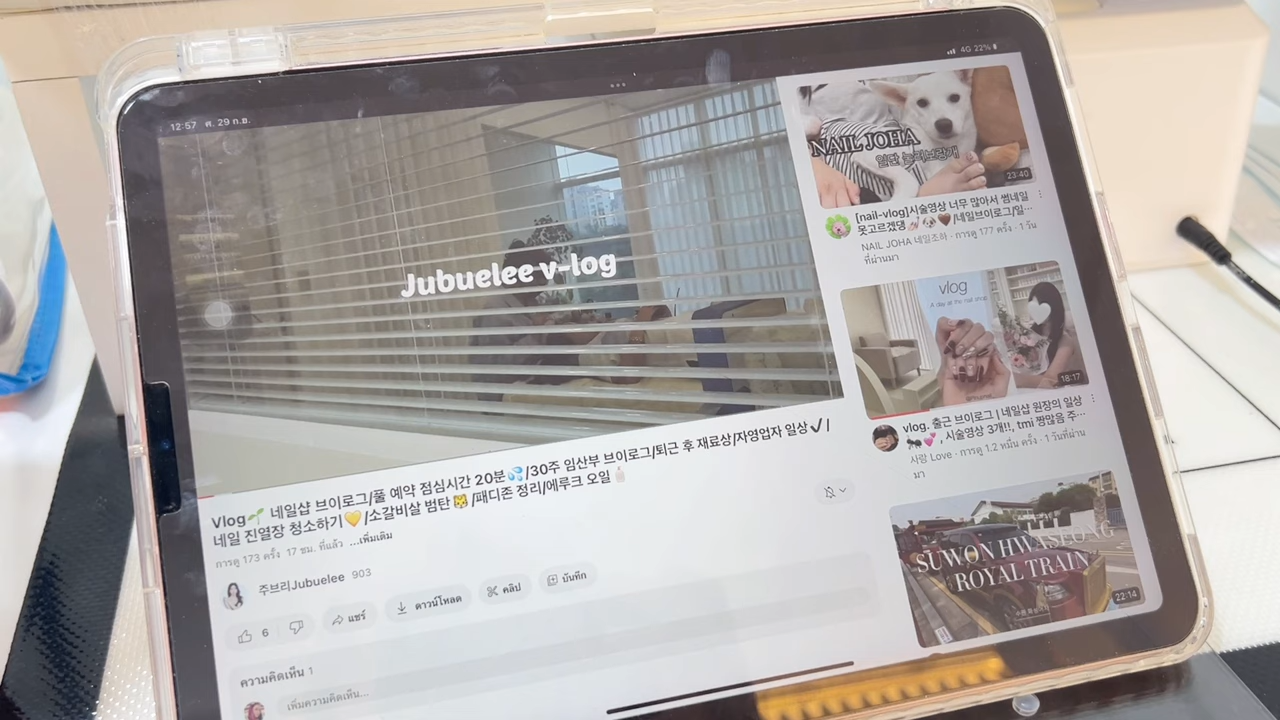 12:57 ศ. 29 ก.ย.
4G 22%
Jubuelee v-log
Vlog🌱 네일샵 브이로그/풀 예약 점심시간 20분💦/30주 임산부 브이로그/퇴근 후 재료상/자영업자 일상✔/
네일 진열장 청소하기💛/소갈비살 범탄🐯/패디존 정리/에루크 오일🧴
การดู 173 ครั้ง 17 ชม. ที่แล้ว ...เพิ่มเติม
주브리Jubuelee 903
6
แชร์
ดาวน์โหลด
คลิป
บันทึก
ความคิดเห็น 1
เพิ่มความคิดเห็น...
NAIL JOHA
23:40
[nail-vlog]시술영상 너무 많아서 썸네일
못고르겠댕
/네일브이로그/일...
NAIL JOHA 네일조하 · การดู 177 ครั้ง · 1 วัน
ที่ผ่านมา
vlog
A day at the nail shop
18:17
vlog. 출근 브이로그 | 네일샵 원장의 일상
🐜💕, 시술영상 3개!!, tmi 짱많음 주...
사랑 Love · การดู 1.2 หมื่น ครั้ง · 1 วันที่ผ่าน
มา
SUWON HWASEONG
ROYAL TRAIN
22:14